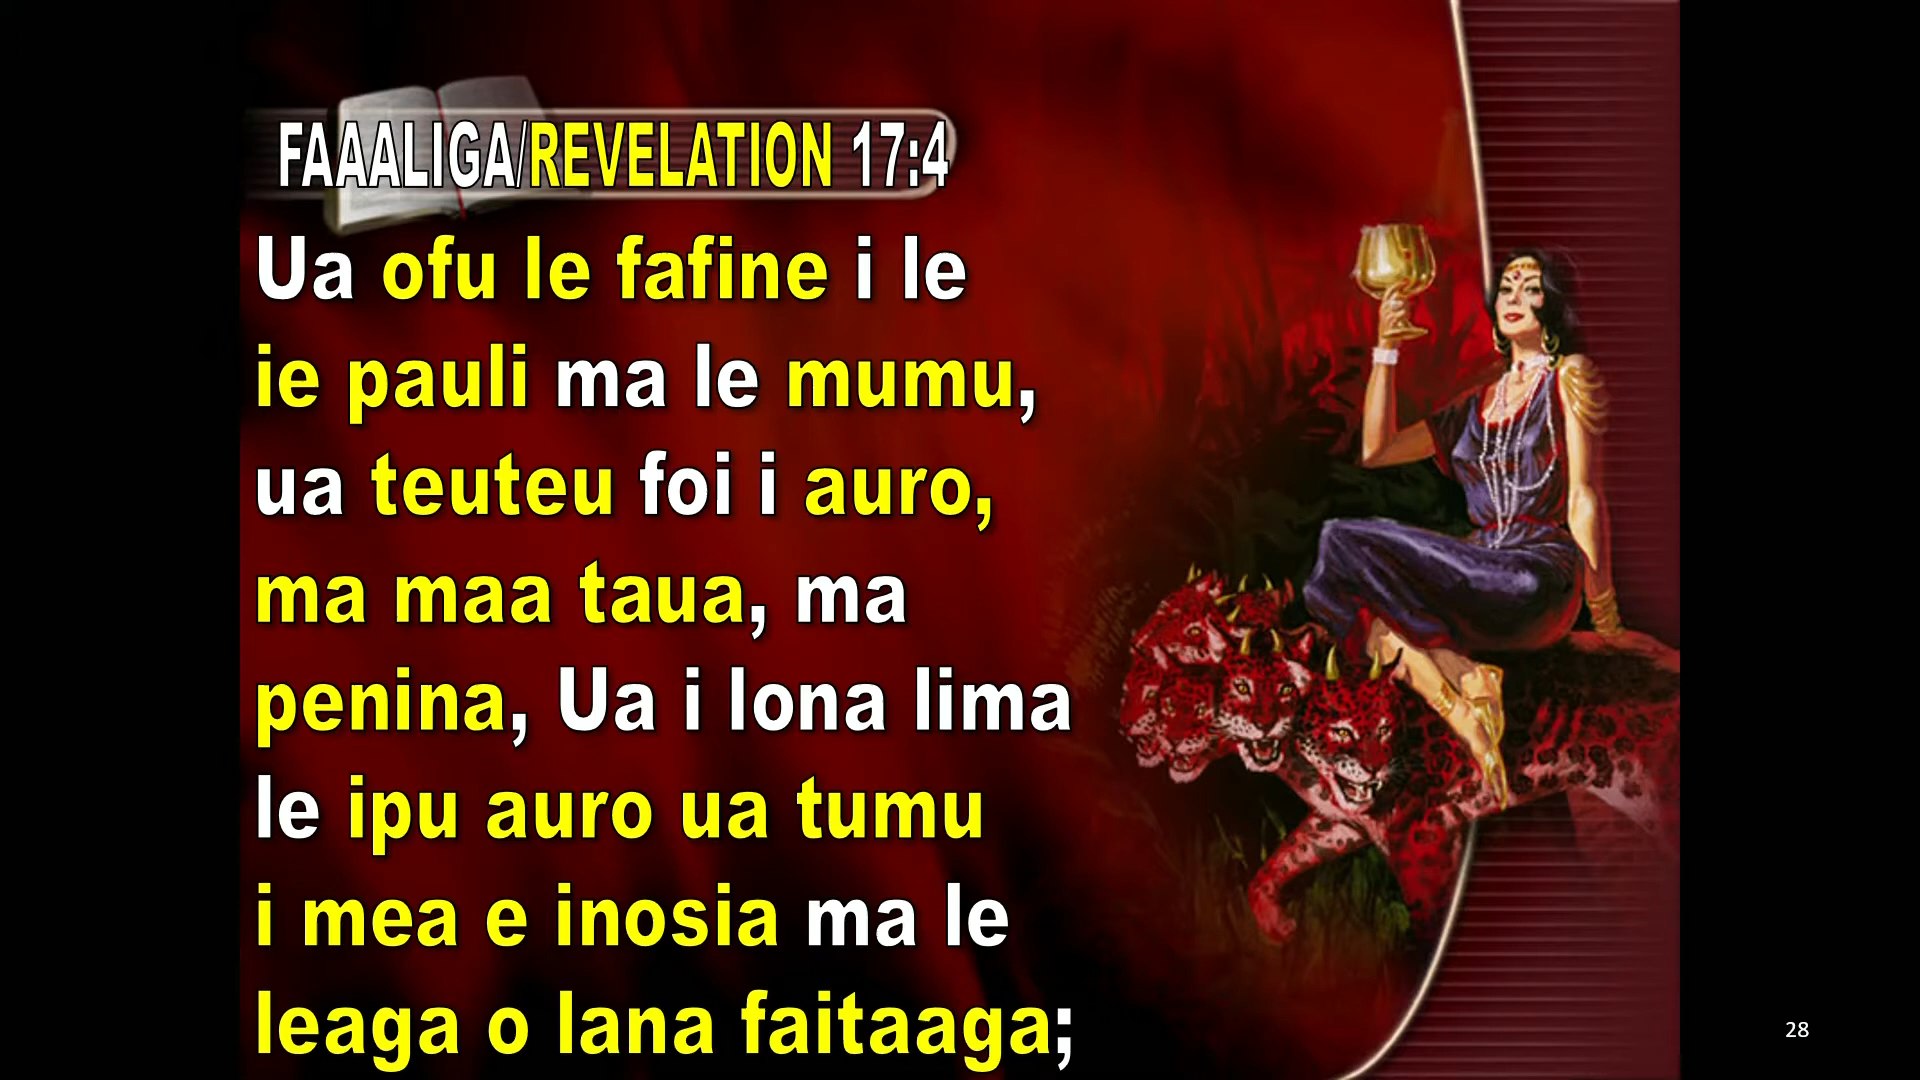 FAAALIGA/REVELATION 17:4
Ua ofu le fafine i le
ie pauli ma le mumu,
ua teuteu foi i auro,
ma maa taua, ma
penina, Ua i lona lima
le ipu auro ua tumu
i mea e inosia ma le
leaga o lana faitaaga;
28